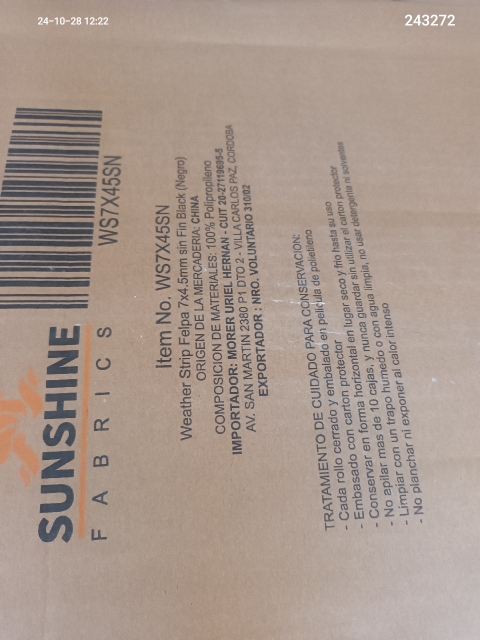 24-10-28 12:22
243272
SUNSHINE
FABRICS
WS7X45SN
Item No. WS7X45SN
Weather Strip Felpa 7x4.5mm sin Fin Black (Negro)
ORIGEN DE LA MERCADERIA: CHINA
COMPOSICION DE MATERIALES: 100% Polipropileno
IMPORTADOR: MORER URIEL HERNAN - CUIT 20-27119695-5
AV. SAN MARTIN 2380 P1 DTO 2 - VILLA CARLOS PAZ, CORDOBA
EXPORTADOR: NRO. VOLUNTARIO 310/02
TRATAMIENTO DE CUIDADO PARA CONSERVACION:
- Cada rollo cerrado y embalado en pelicula de polietileno
- Embasado con carton protector
- Conservar en forma horizontal en lugar seco y frio hasta su uso
- No apilar mas de 10 cajas, y nunca guardar sin utilizar el carton protector
- Limpiar con un trapo humedo o con agua limpia, no usar detergente ni solventes
- No planchar ni exponer al calor intenso